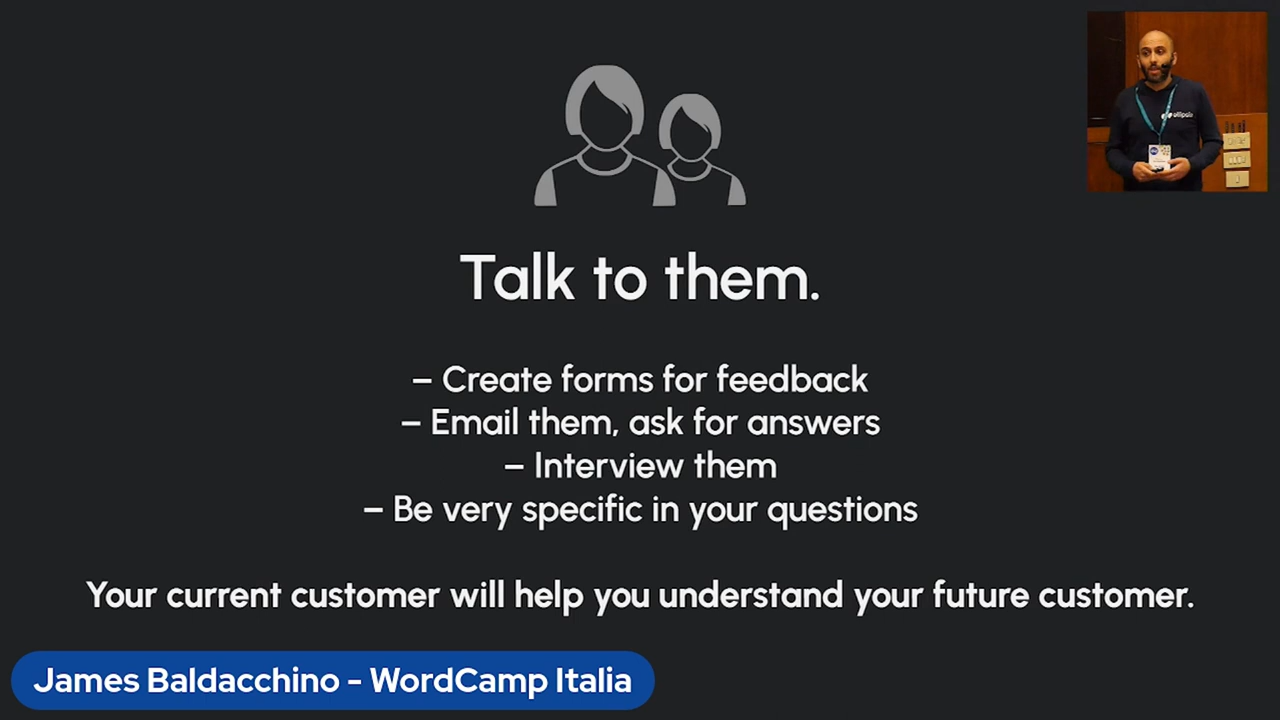 Talk to them.
– Create forms for feedback
– Email them, ask for answers
– Interview them
– Be very specific in your questions
Your current customer will help you understand your future customer.
James Baldacchino - WordCamp Italia